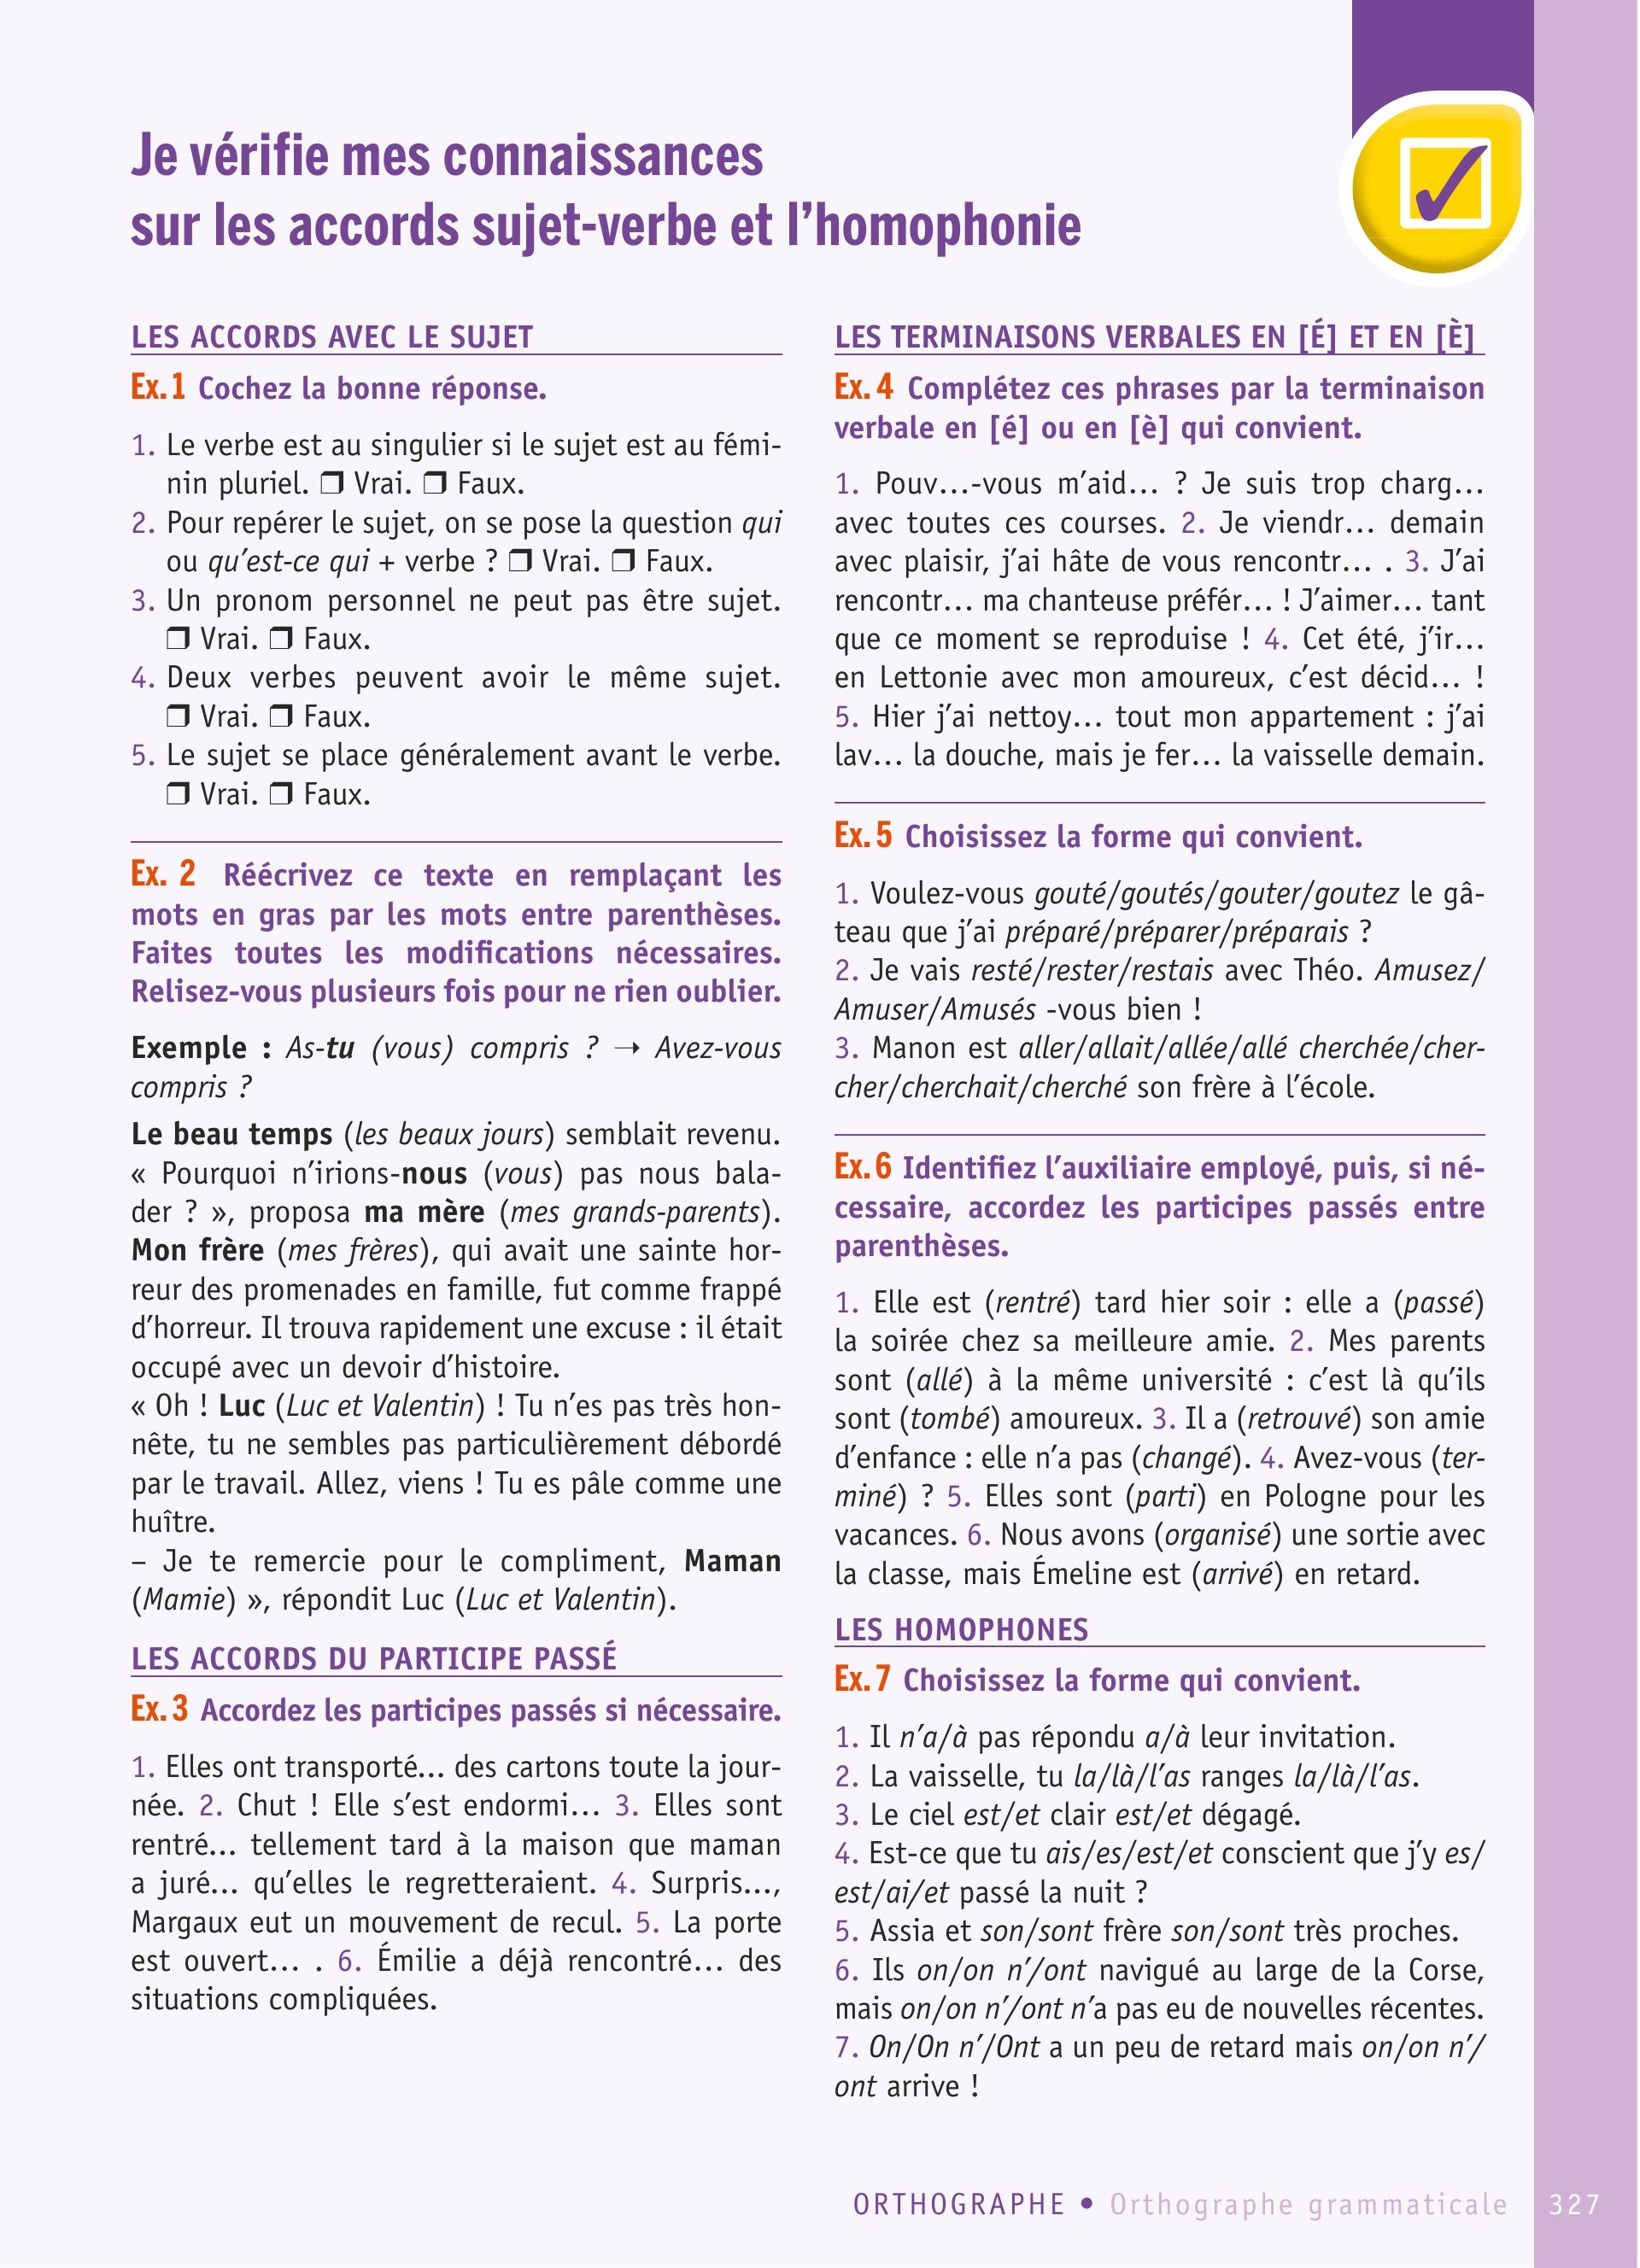 Je vérifie mes connaissances
sur les accords sujet-verbe et l’homophonie
LES ACCORDS AVEC LE SUJET
Ex. 1 Cochez la bonne réponse.
1. Le verbe est au singulier si le sujet est au fémi-
nin pluriel. ❒ Vrai. ❒ Faux.
2. Pour repérer le sujet, on se pose la question qui
ou qu’est-ce qui + verbe ? ❒ Vrai. ❒ Faux.
3. Un pronom personnel ne peut pas être sujet.
❒ Vrai. ❒ Faux.
4. Deux verbes peuvent avoir le même sujet.
❒ Vrai. ❒ Faux.
5. Le sujet se place généralement avant le verbe.
❒ Vrai. ❒ Faux.
Ex. 2 Réécrivez ce texte en remplaçant les
mots en gras par les mots entre parenthèses.
Faites toutes les modifications nécessaires.
Relisez-vous plusieurs fois pour ne rien oublier.
Exemple : As-tu (vous) compris ? → Avez-vous
compris ?
Le beau temps (les beaux jours) semblait revenu.
« Pourquoi n’irions-nous (vous) pas nous bala-
der ? », proposa ma mère (mes grands-parents).
Mon frère (mes frères), qui avait une sainte hor-
reur des promenades en famille, fut comme frappé
d’horreur. Il trouva rapidement une excuse : il était
occupé avec un devoir d’histoire.
« Oh ! Luc (Luc et Valentin) ! Tu n’es pas très hon-
nête, tu ne sembles pas particulièrement débordé
par le travail. Allez, viens ! Tu es pâle comme une
huître.
– Je te remercie pour le compliment, Maman
(Mamie) », répondit Luc (Luc et Valentin).
LES ACCORDS DU PARTICIPE PASSÉ
Ex. 3 Accordez les participes passés si nécessaire.
1. Elles ont transporté… des cartons toute la jour-
née. 2. Chut ! Elle s’est endormi… 3. Elles sont
rentré… tellement tard à la maison que maman
a juré… qu’elles le regretteraient. 4. Surpris…,
Margaux eut un mouvement de recul. 5. La porte
est ouvert… . 6. Émilie a déjà rencontré… des
situations compliquées.
LES TERMINAISONS VERBALES EN [É] ET EN [È]
Ex. 4 Complétez ces phrases par la terminaison
verbale en [é] ou en [è] qui convient.
1. Pouv…-vous m’aid… ? Je suis trop charg…
avec toutes ces courses. 2. Je viendr… demain
avec plaisir, j’ai hâte de vous rencontr… . 3. J’ai
rencontr… ma chanteuse préfér… ! J’aimer… tant
que ce moment se reproduise ! 4. Cet été, j’ir…
en Lettonie avec mon amoureux, c’est décid… !
5. Hier j’ai nettoy… tout mon appartement : j’ai
lav… la douche, mais je fer… la vaisselle demain.
Ex. 5 Choisissez la forme qui convient.
1. Voulez-vous gouté/goutés/gouter/goutez le gâ-
teau que j’ai préparé/préparer/préparais ?
2. Je vais resté/rester/restais avec Théo. Amusez/
Amuser/Amusés -vous bien !
3. Manon est aller/allait/allée/allé cherchée/cher-
cher/cherchait/cherché son frère à l’école.
Ex. 6 Identifiez l’auxiliaire employé, puis, si né-
cessaire, accordez les participes passés entre
parenthèses.
1. Elle est (rentré) tard hier soir : elle a (passé)
la soirée chez sa meilleure amie. 2. Mes parents
sont (allé) à la même université : c’est là qu’ils
sont (tombé) amoureux. 3. Il a (retrouvé) son amie
d’enfance : elle n’a pas (changé). 4. Avez-vous (ter-
miné) ? 5. Elles sont (parti) en Pologne pour les
vacances. 6. Nous avons (organisé) une sortie avec
la classe, mais Émeline est (arrivé) en retard.
LES HOMOPHONES
Ex. 7 Choisissez la forme qui convient.
1. Il n’a/à pas répondu a/à leur invitation.
2. La vaisselle, tu la/là/l’as ranges la/là/l’as.
3. Le ciel est/et clair est/et dégagé.
4. Est-ce que tu ais/es/est/et conscient que j’y es/
est/ai/et passé la nuit ?
5. Assia et son/sont frère son/sont très proches.
6. Ils on/on n’/ont navigué au large de la Corse,
mais on/on n’/ont n’a pas eu de nouvelles récentes.
7. On/On n’/Ont a un peu de retard mais on/on n’/
ont arrive !
ORTHOGRAPHE • Orthographe grammaticale 327